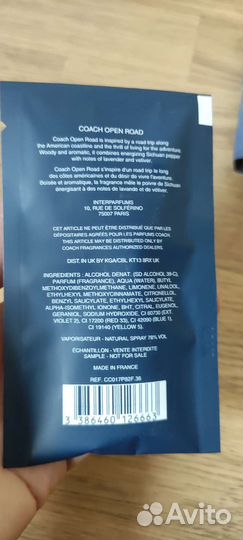 COACH OPEN ROAD
Coach Open Road is inspired by a road trip along
the American coastline and the thrill of living for the adventure.
Woody and aromatic, it combines energizing Sichuan pepper
with notes of lavender and vetiver.
Coach Open Road s'inspire d'un road trip le long
des côtes américaines et du désir de vivre l'aventure.
Boisée et aromatique, la fragrance mêle le poivre de Sichuan
énergisant à des notes de lavande et de vétiver.
INTERPARFUMS
10, RUE DE SOLFÉRINO
75007 PARIS
CET ARTICLE NE PEUT ÊTRE DISTRIBUÉ QUE PAR LES
DÉPOSITAIRES AGRÉÉS POUR LES PARFUMS COACH.
THIS ARTICLE MAY BE DISTRIBUTED ONLY BY
COACH FRAGRANCES AUTHORIZED DEALERS.
DIST. IN UK BY KGA/CBL KT13 8RX UK
INGREDIENTS : ALCOHOL DENAT. (SD ALCOHOL 39-C),
PARFUM (FRAGRANCE), AQUA (WATER), BUTYL
METHOXYDIBENZOYLMETHANE, LIMONENE, LINALOOL,
ETHYLHEXYL METHOXYCINNAMATE, CITRONELLOL,
BENZYL SALICYLATE, ETHYLHEXYL SALICYLATE,
ALPHA-ISOMETHYL IONONE, BHT, CITRAL, EUGENOL,
GERANIOL, SODIUM HYDROXIDE, CI 60730 (EXT.
VIOLET 2), CI 17200 (RED 33), CI 42090 (BLUE 1),
CI 19140 (YELLOW 5).
VAPORISATEUR - NATURAL SPRAY 78% VOL
ÉCHANTILLON - VENTE INTERDITE
SAMPLE - NOT FOR SALE
MADE IN FRANCE
3 386460 126663
REF. CC017P82F.36
Avito